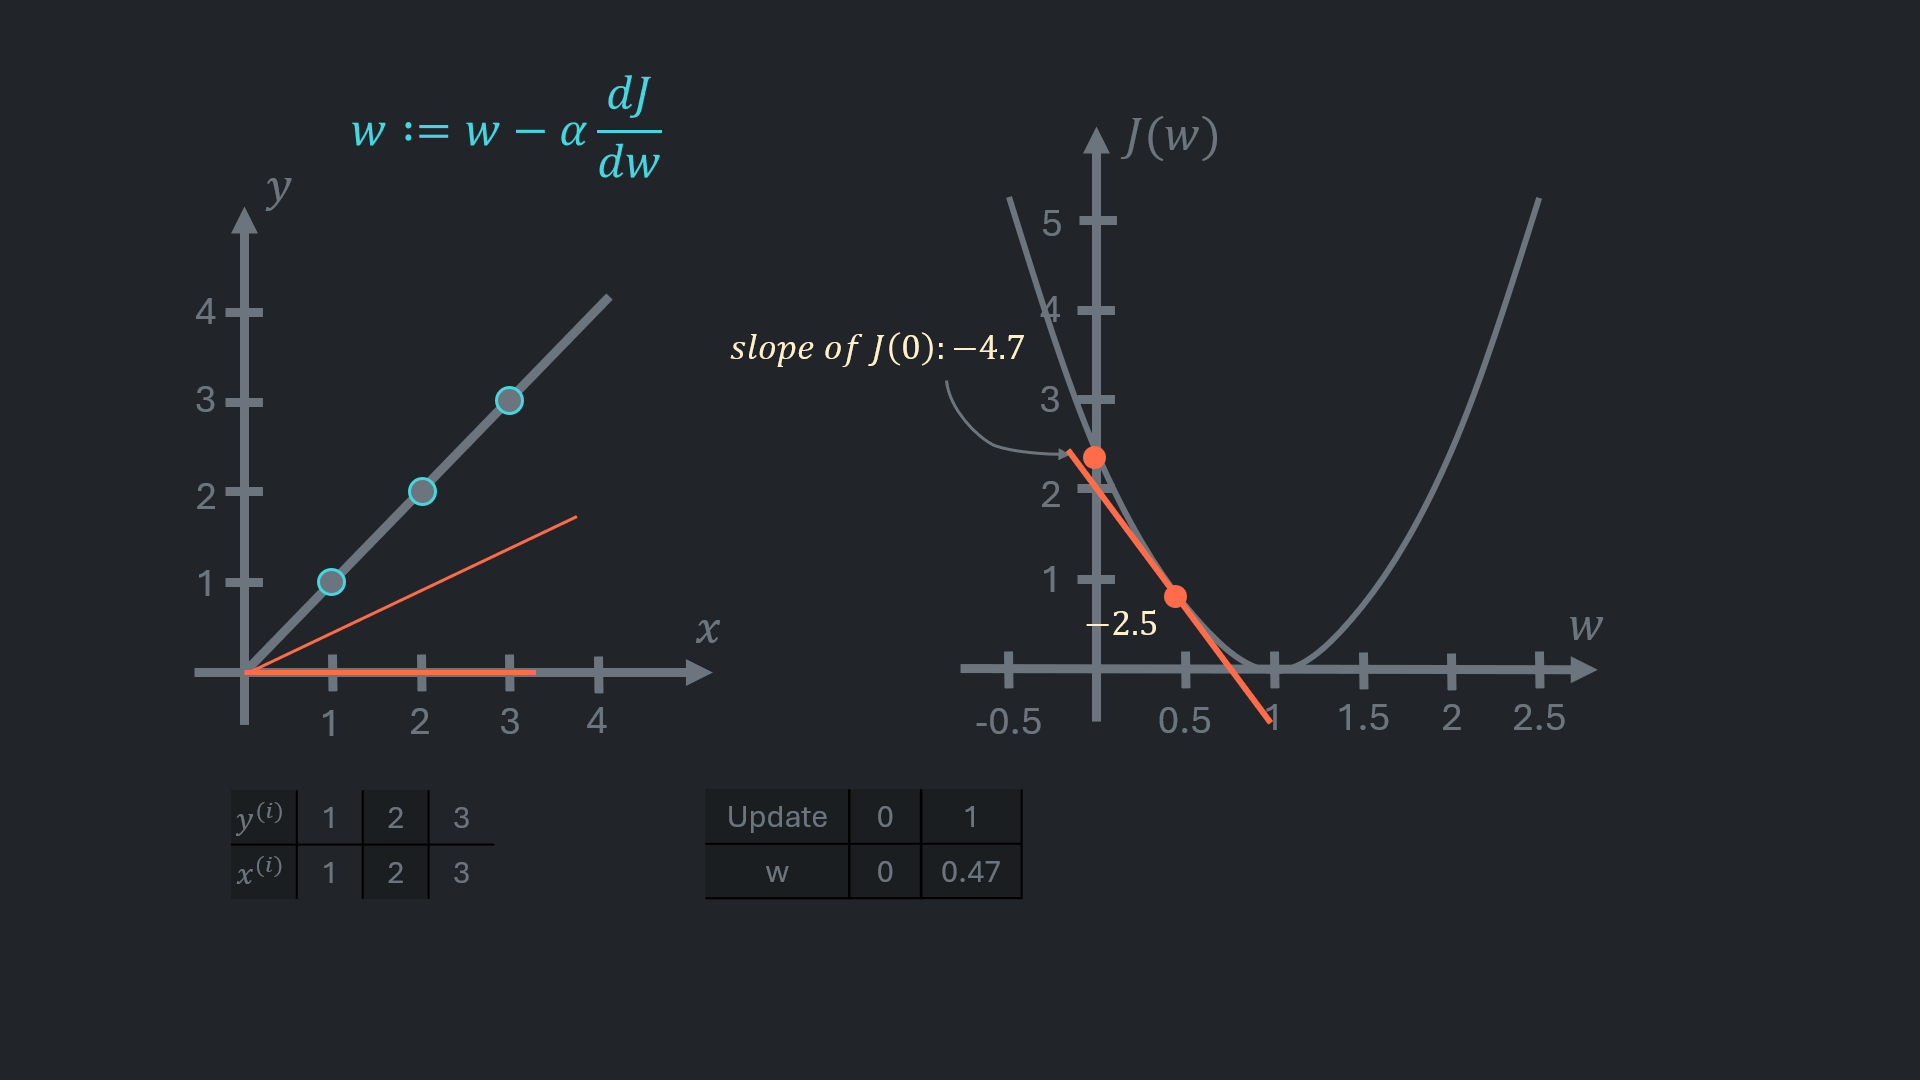 w := w − α dJ/dw
y
4
3
2
1
x
1 2 3 4
J(w)
5
4
slope of J(0): −4.7
3
2
1
−2.5
w
-0.5 0.5 1 1.5 2 2.5
y^(i) 1 2 3
x^(i) 1 2 3
Update 0 1
w 0 0.47